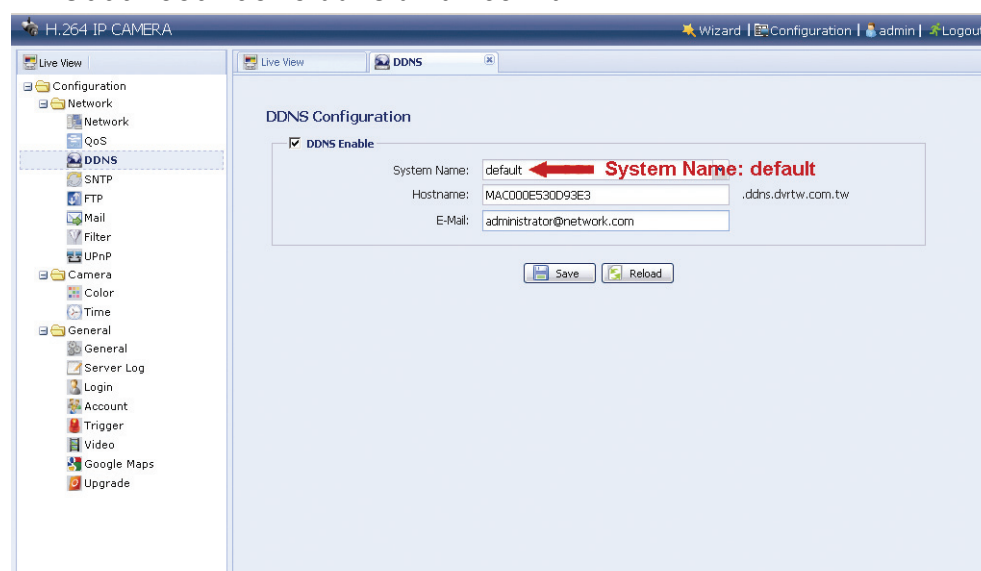 H.264 IP CAMERA
Wizard | Configuration | admin | Logout
Live View
Configuration
Network
Network
QoS
DDNS
SNTP
FTP
Mail
Filter
UPnP
Camera
Color
Time
General
General
Server Log
Login
Account
Trigger
Video
Google Maps
Upgrade
Live View
DDNS
DDNS Configuration
DDNS Enable
System Name: default System Name: default
Hostname: MAC000E530D93E3 .ddns.dvrtw.com.tw
E-Mail: administrator@network.com
Save Reload